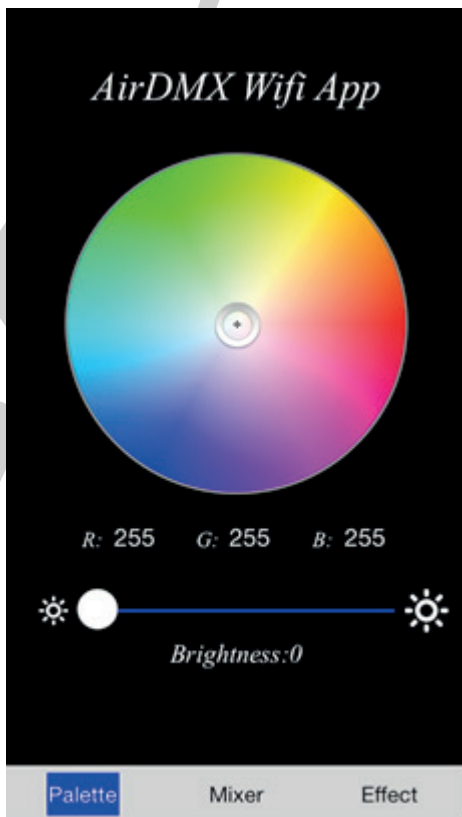 AirDMX Wifi App
R: 255 G: 255 B: 255
Brightness:0
Palette Mixer Effect